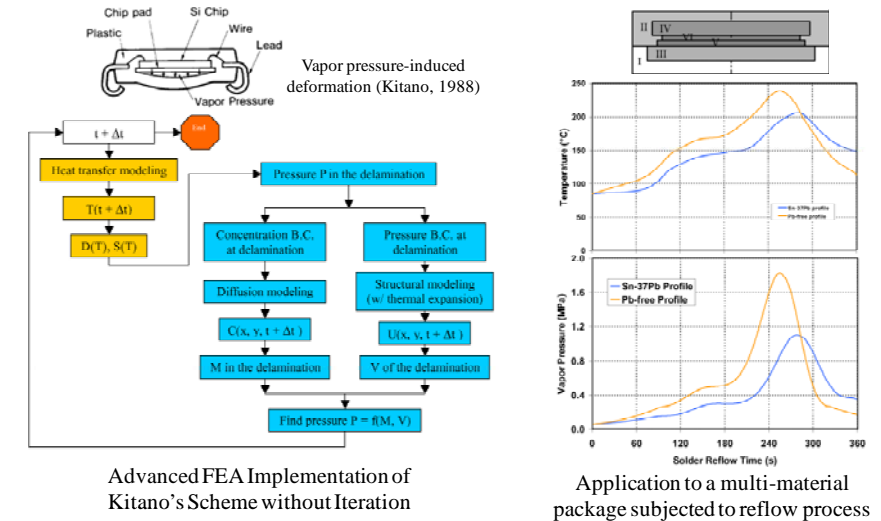 Chip pad
Si Chip
Plastic
Wire
Lead
Vapor Pressure
Vapor pressure-induced
deformation (Kitano, 1988)
t + Δt
End
Heat transfer modeling
T(t + Δt)
D(T), S(T)
Pressure P in the delamination
Concentration B.C.
at delamination
Pressure B.C. at
delamination
Diffusion modeling
Structural modeling
(w/ thermal expansion)
C(x, y, t + Δt )
U(x, y, t + Δt )
M in the delamination
V of the delamination
Find pressure P = f(M, V)
Advanced FEA Implementation of
Kitano's Scheme without Iteration
II
IV
VI
V
I
III
Temperature (°C)
250
200
150
100
50
0
Sn-37Pb profile
Pb-free profile
Vapor Pressure (MPa)
2.0
1.6
1.2
0.8
0.4
0.0
Sn-37Pb Profile
Pb-free Profile
0 60 120 180 240 300 360
Solder Reflow Time (s)
Application to a multi-material
package subjected to reflow process